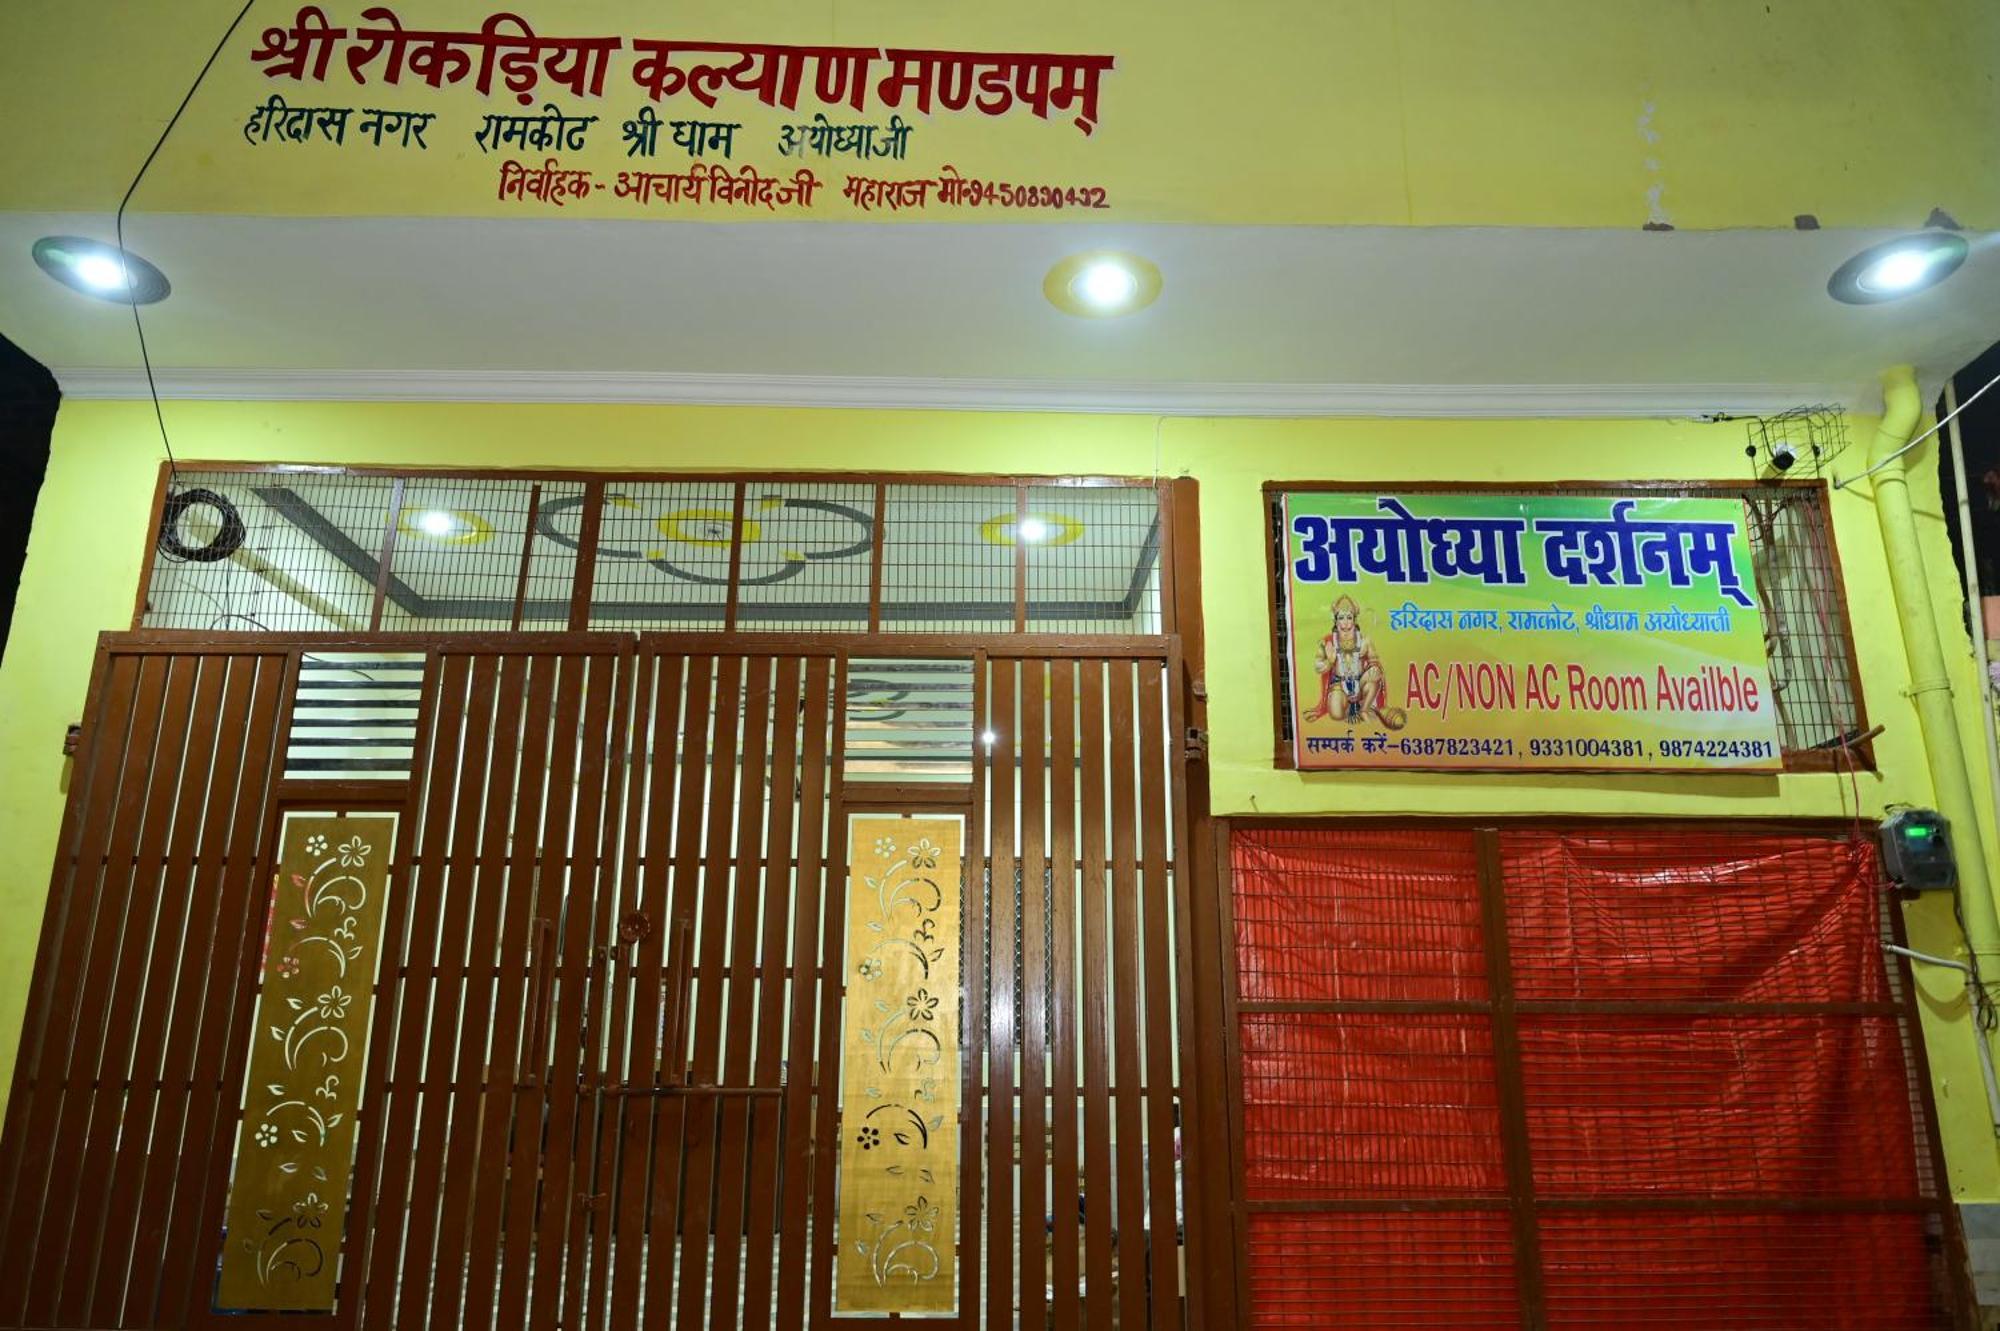 श्री रोकड़िया कल्याण मण्डपम्
हरिदास नगर रामकोट श्री धाम अयोध्याजी
निर्वाहक - आचार्य विनोद जी महाराज मो॰ 9450830432
अयोध्या दर्शनम्
हरिदास नगर, रामकोट, श्रीधाम अयोध्याजी
AC/NON AC Room Availble
सम्पर्क करें-6387823421, 9331004381, 9874224381